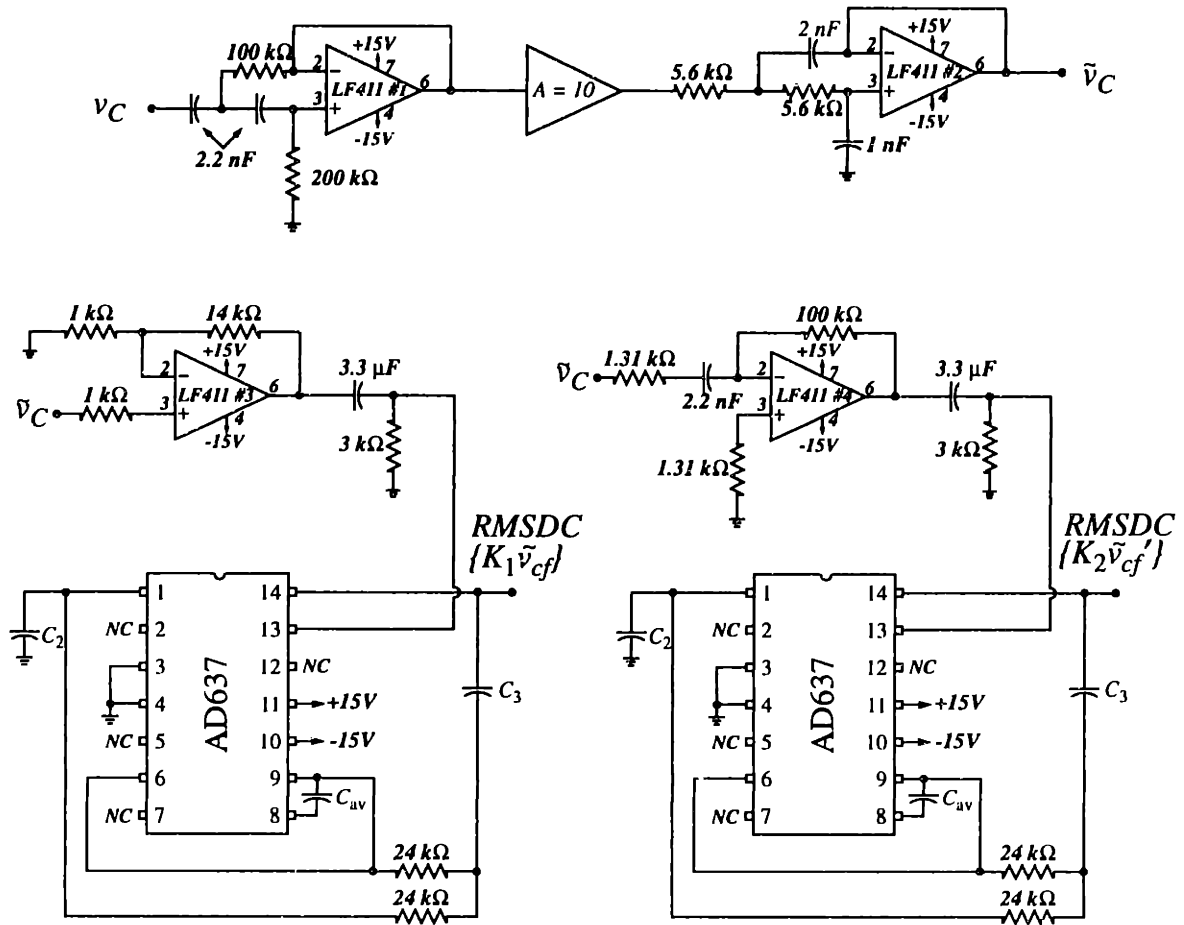 100 kΩ
+15V
2
7
LF411 #1
6
3
4
-15V
v_C
2.2 nF
200 kΩ
A = 10
5.6 kΩ
2 nF
5.6 kΩ
+15V
2
7
LF411 #2
6
3
4
-15V
1 nF
ṽ_C
1 kΩ
14 kΩ
+15V
2
7
LF411 #3
6
3
4
-15V
ṽ_C
1 kΩ
3.3 µF
3 kΩ
RMSDC
{K₁ṽ_cf}
100 kΩ
1.31 kΩ
ṽ_C
2.2 nF
+15V
2
7
LF411 #4
6
3
4
-15V
1.31 kΩ
3.3 µF
3 kΩ
RMSDC
{K₂ṽ_cf′}
C₂
1
NC 2
3
4
NC 5
6
NC 7
AD637
14
13
12 NC
11 +15V
10 -15V
9
8
C_av
C₃
24 kΩ
24 kΩ
C₂
1
NC 2
3
4
NC 5
6
NC 7
AD637
14
13
12 NC
11 +15V
10 -15V
9
8
C_av
C₃
24 kΩ
24 kΩ